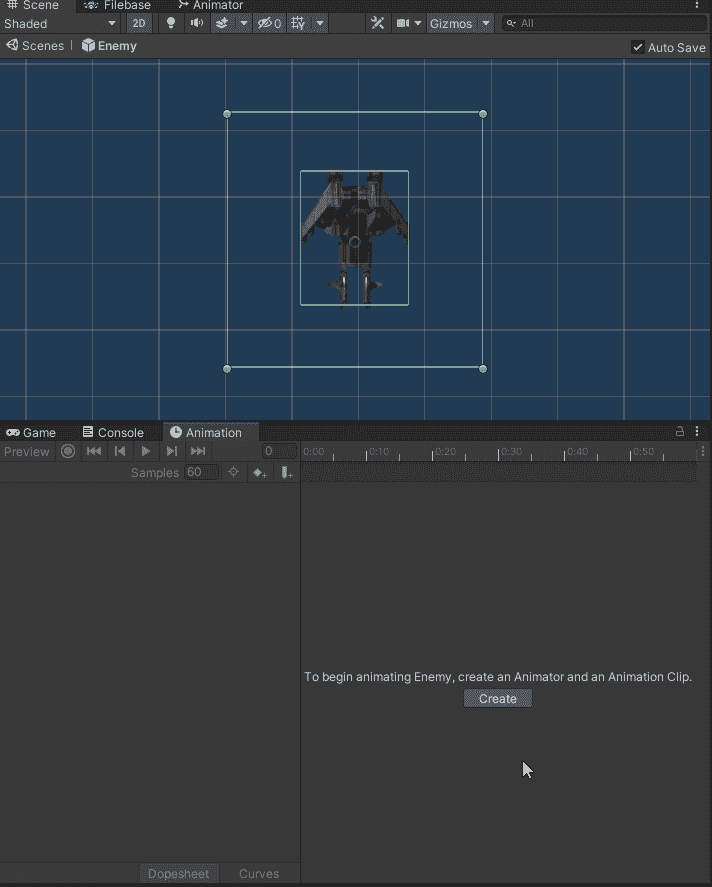 Scene Filebase Animator
Shaded 2D 0 Gizmos All
Scenes Enemy Auto Save
Game Console Animation
Preview 0 0:00 0:10 0:20 0:30 0:40 0:50
Samples 60
To begin animating Enemy, create an Animator and an Animation Clip.
Create
Dopesheet Curves